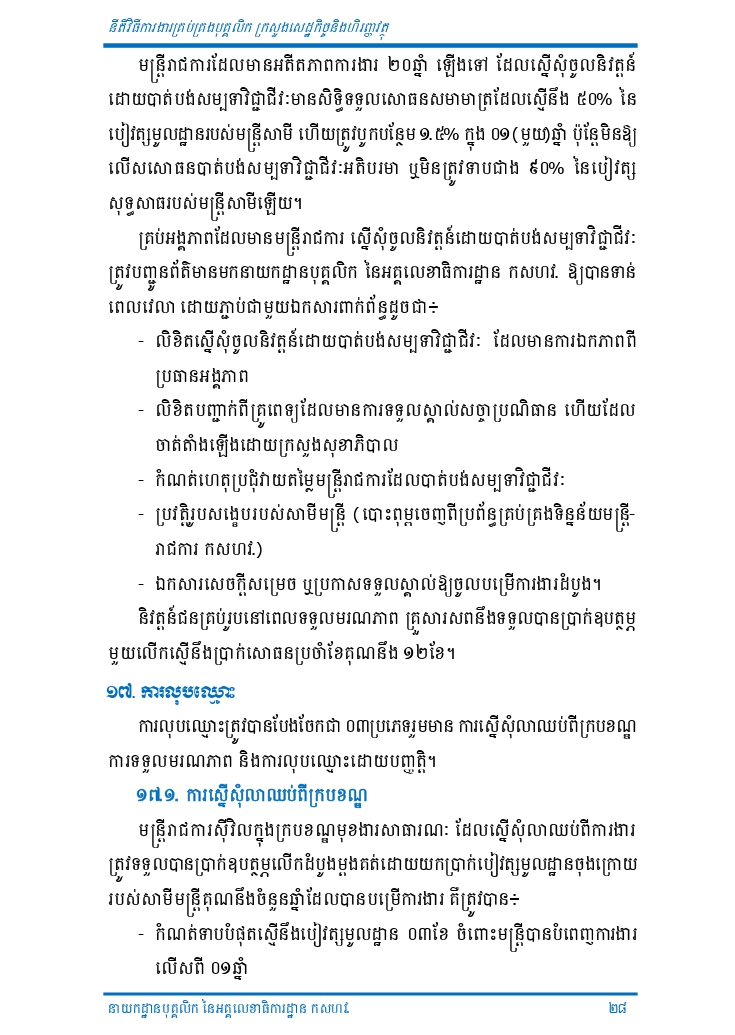 នីតិវិធីការងារគ្រប់គ្រងបុគ្គលិក ក្រសួងសេដ្ឋកិច្ចនិងហិរញ្ញវត្ថុ
មន្ត្រីរាជការដែលមានអតីតភាពការងារ ២០ឆ្នាំ ឡើងទៅ ដែលស្នើសុំចូលនិវត្តន៍
ដោយបាត់បង់សម្បទាវិជ្ជាជីវៈមានសិទ្ធិទទួលសោធនសមាមាត្រដែលស្មើនឹង ៥០% នៃ
បៀវត្សមូលដ្ឋានរបស់មន្ត្រីសាមី ហើយត្រូវបូកបន្ថែម ១.៥% ក្នុង ០១(មួយ)ឆ្នាំ ប៉ុន្តែមិនឱ្យ
លើសសោធនបាត់បង់សម្បទាវិជ្ជាជីវៈអតិបរមា ឬមិនត្រូវទាបជាង ៩០% នៃបៀវត្ស
សុទ្ធសាធរបស់មន្ត្រីសាមីឡើយ។
គ្រប់អង្គភាពដែលមានមន្ត្រីរាជការ ស្នើសុំចូលនិវត្តន៍ដោយបាត់បង់សម្បទាវិជ្ជាជីវៈ
ត្រូវបញ្ជូនព័ត៌មានមកនាយកដ្ឋានបុគ្គលិក នៃអគ្គលេខាធិការដ្ឋាន កសហវ. ឱ្យបានទាន់
ពេលវេលា ដោយភ្ជាប់ជាមួយឯកសារពាក់ព័ន្ធដូចជា៖
- លិខិតស្នើសុំចូលនិវត្តន៍ដោយបាត់បង់សម្បទាវិជ្ជាជីវៈ ដែលមានការឯកភាពពី
ប្រធានអង្គភាព
- លិខិតបញ្ជាក់ពីគ្រូពេទ្យដែលមានការទទួលស្គាល់សច្ចាប្រណិធាន ហើយដែល
ចាត់តាំងឡើងដោយក្រសួងសុខាភិបាល
- កំណត់ហេតុប្រជុំវាយតម្លៃមន្ត្រីរាជការដែលបាត់បង់សម្បទាវិជ្ជាជីវៈ
- ប្រវត្តិរូបសង្ខេបរបស់សាមីមន្ត្រី (បោះពុម្ពចេញពីប្រព័ន្ធគ្រប់គ្រងទិន្នន័យមន្ត្រី-
រាជការ កសហវ.)
- ឯកសារសេចក្តីសម្រេច ឬប្រកាសទទួលស្គាល់ឱ្យចូលបម្រើការងារដំបូង។
និវត្តន៍ជនគ្រប់រូបនៅពេលទទួលមរណភាព គ្រួសារសពនឹងទទួលបានប្រាក់ឧបត្ថម្ភ
មួយលើកស្មើនឹងប្រាក់សោធនប្រចាំខែគុណនឹង ១២ខែ។
១៧. ការលុបឈ្មោះ
ការលុបឈ្មោះត្រូវបានបែងចែកជា ០៣ប្រភេទរួមមាន ការស្នើសុំលាឈប់ពីក្របខណ្ឌ
ការទទួលមរណភាព និងការលុបឈ្មោះដោយបញ្ញត្តិ។
១៧.១. ការស្នើសុំលាឈប់ពីក្របខណ្ឌ
មន្ត្រីរាជការស៊ីវិលក្នុងក្របខណ្ឌមុខងារសាធារណៈ ដែលស្នើសុំលាឈប់ពីការងារ
ត្រូវទទួលបានប្រាក់ឧបត្ថម្ភលើកដំបូងម្តងគត់ដោយយកប្រាក់បៀវត្សមូលដ្ឋានចុងក្រោយ
របស់សាមីមន្ត្រីគុណនឹងចំនួនឆ្នាំដែលបានបម្រើការងារ គឺត្រូវបាន៖
- កំណត់ទាបបំផុតស្មើនឹងបៀវត្សមូលដ្ឋាន ០៣ខែ ចំពោះមន្ត្រីបានបំពេញការងារ
លើសពី ០១ឆ្នាំ
នាយកដ្ឋានបុគ្គលិក នៃអគ្គលេខាធិការដ្ឋាន កសហវ. ២៨